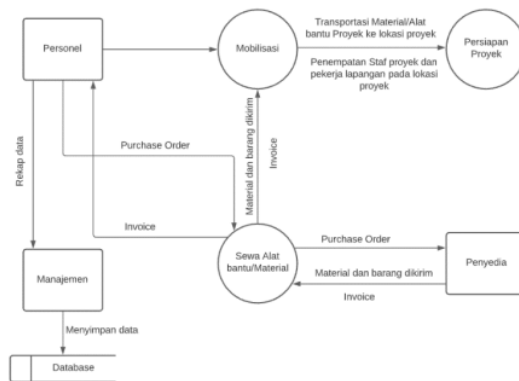 Personel
Mobilisasi
Transportasi Material/Alat
bantu Proyek ke lokasi proyek
Penempatan Staf proyek dan
pekerja lapangan pada lokasi
proyek
Persiapan
Proyek
Rekap data
Purchase Order
Material dan barang dikirim
Invoice
Invoice
Sewa Alat
bantu/Material
Purchase Order
Material dan barang dikirim
Invoice
Penyedia
Manajemen
Menyimpan data
Database